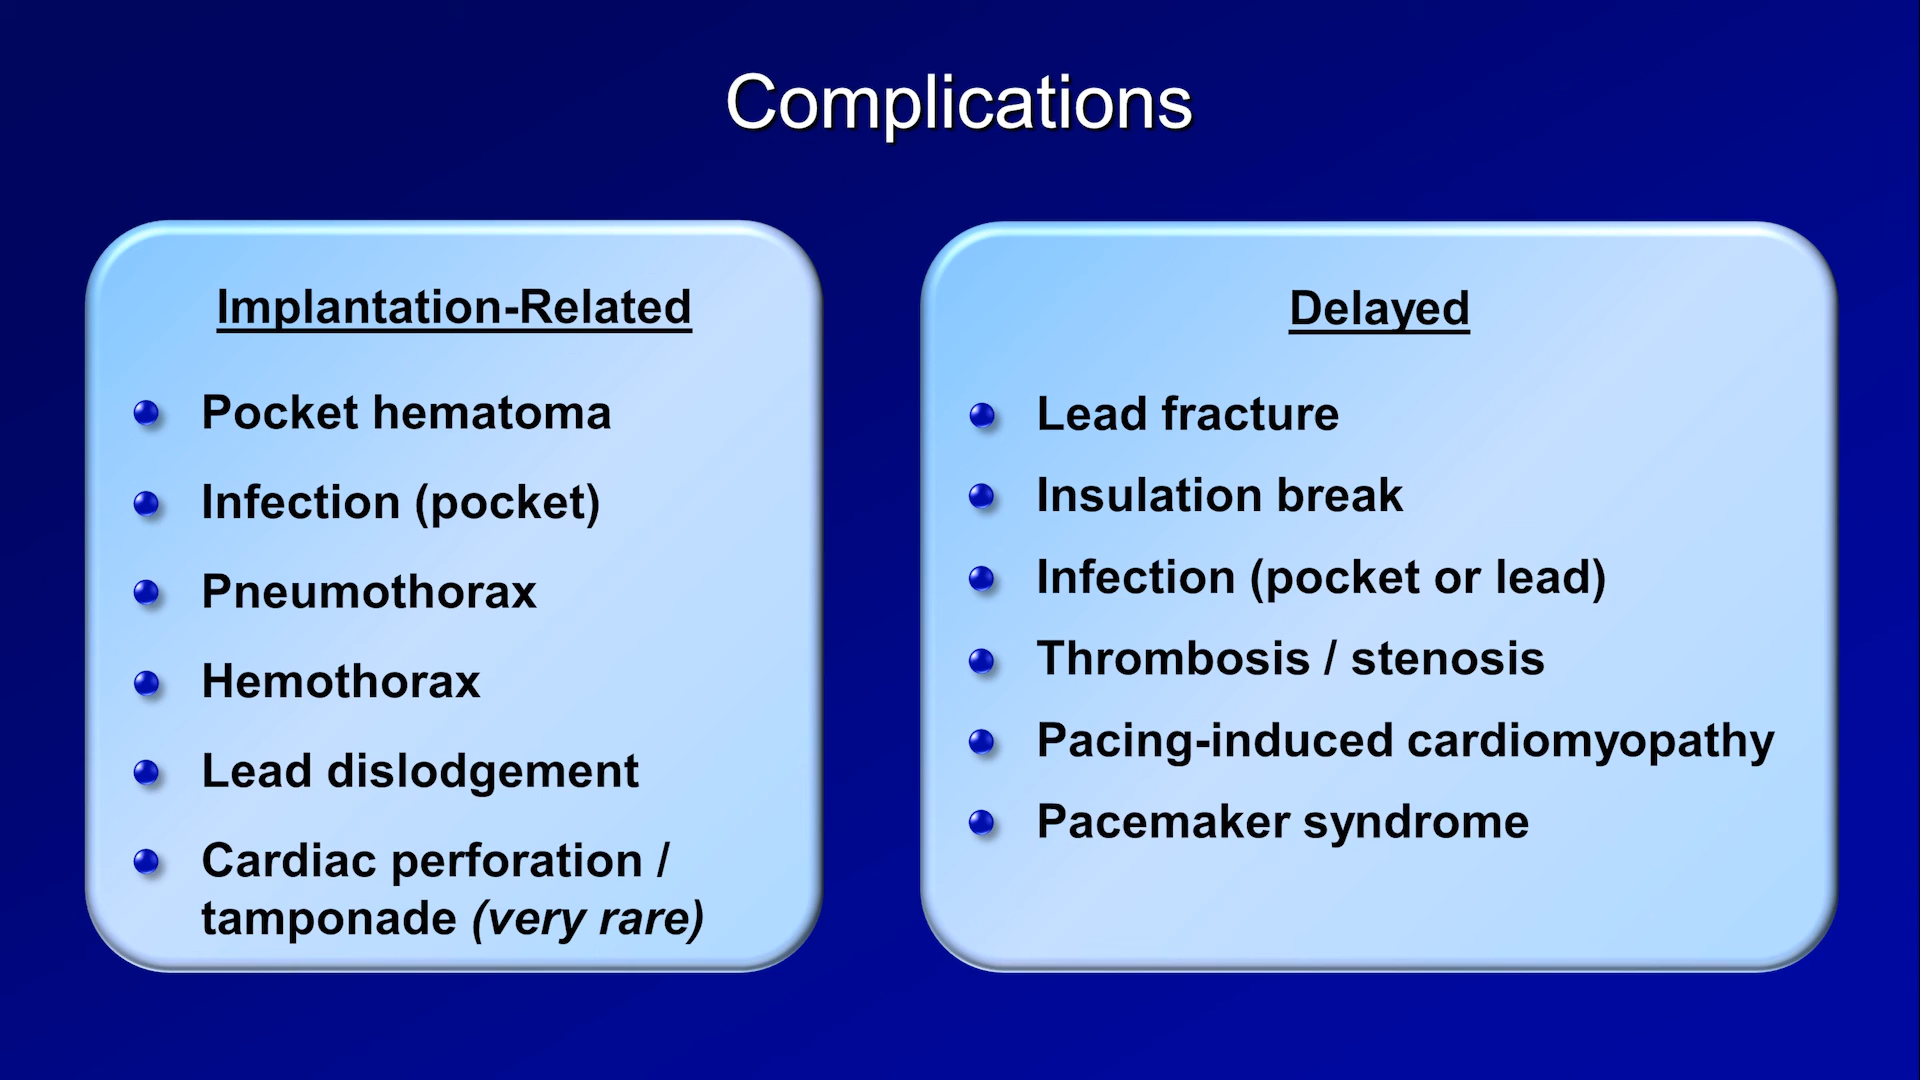 Complications
Implantation-Related
Pocket hematoma
Infection (pocket)
Pneumothorax
Hemothorax
Lead dislodgement
Cardiac perforation /
tamponade (very rare)
Delayed
Lead fracture
Insulation break
Infection (pocket or lead)
Thrombosis / stenosis
Pacing-induced cardiomyopathy
Pacemaker syndrome